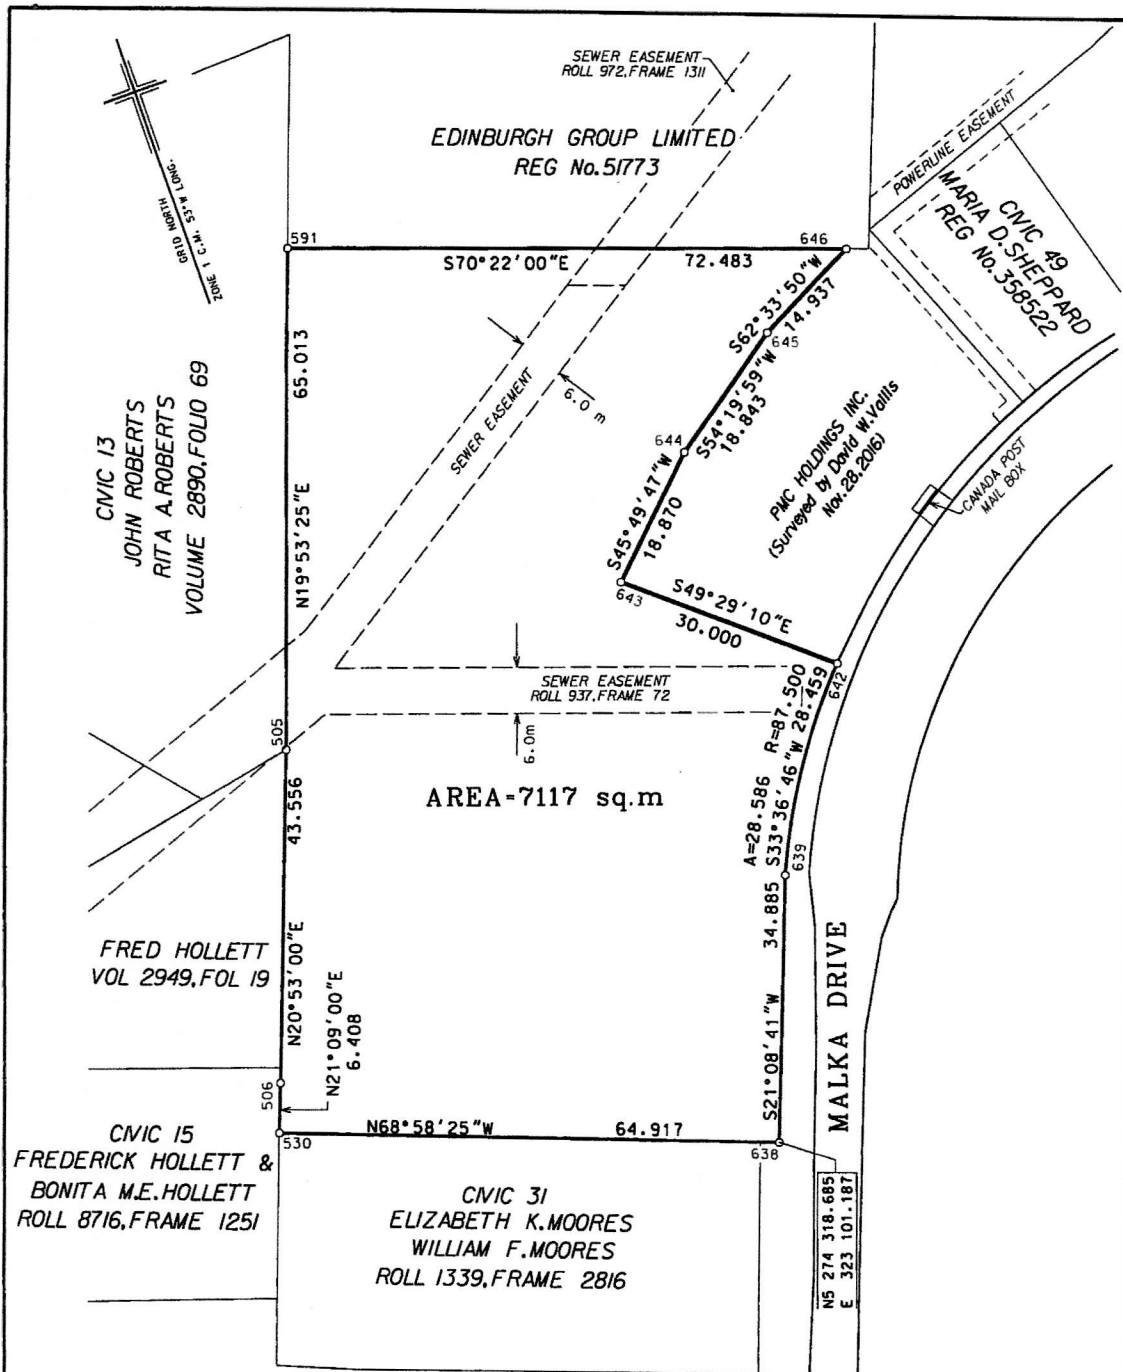 SEWER EASEMENT
ROLL 972,FRAME 1311
EDINBURGH GROUP LIMITED
REG No.51773
POWERLINE EASEMENT
GRID NORTH
ZONE 1 C.M. 53°W LONG.
CIVIC 49
MARIA D.SHEPPARD
REG No.358522
591
646
S70°22'00"E
72.483
S62°33'50"W
14.937
645
65.013
N19°53'25"E
CIVIC 13
JOHN ROBERTS
RITA A.ROBERTS
VOLUME 2890,FOLIO 69
SEWER EASEMENT
6.0 m
S54°19'59"W
18.843
644
PMC HOLDINGS INC.
(Surveyed by David W.Vallis
Nov.28,2016)
CANADA POST
MAIL BOX
S45°49'47"W
18.870
643
S49°29'10"E
30.000
642
SEWER EASEMENT
ROLL 937,FRAME 72
6.0m
505
R=87.500
A=28.586
S33°36'46"W 28.459
639
43.556
N20°53'00"E
AREA=7117 sq.m
34.885
S21°08'41"W
FRED HOLLETT
VOL 2949,FOL 19
MALKA DRIVE
N21°09'00"E
6.408
506
530
N68°58'25"W
64.917
638
CIVIC 15
FREDERICK HOLLETT &
BONITA M.E.HOLLETT
ROLL 8716,FRAME 1251
CIVIC 31
ELIZABETH K.MOORES
WILLIAM F.MOORES
ROLL 1339,FRAME 2816
N5 274 318.685
E 323 101.187